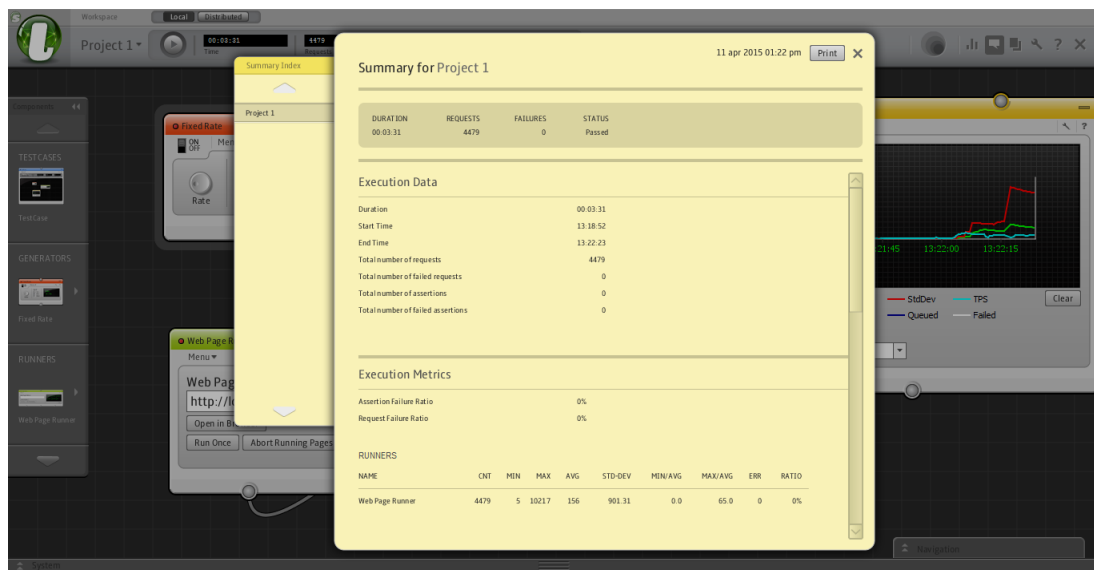 Workspace
Local Distributed
Project 1
00:03:31
Time
4479
Requests
Components
TESTCASES
TestCase
GENERATORS
Fixed Rate
RUNNERS
Web Page Runner
Fixed Rate
ON
OFF
Men
Rate
Web Page R
Menu
Web Pag
http://lo
Open in Br
Run Once Abort Running Pages
Summary Index
Project 1
11 apr 2015 01:22 pm Print
Summary for Project 1
DURATION REQUESTS FAILURES STATUS
00:03:31 4479 0 Passed
Execution Data
Duration 00:03:31
Start Time 13:18:52
End Time 13:22:23
Total number of requests 4479
Total number of failed requests 0
Total number of assertions 0
Total number of failed assertions 0
Execution Metrics
Assertion Failure Ratio 0%
Request Failure Ratio 0%
RUNNERS
NAME CNT MIN MAX AVG STD-DEV MIN/AVG MAX/AVG ERR RATIO
Web Page Runner 4479 5 10217 156 901.31 0.0 65.0 0 0%
:21:45 13:22:00 13:22:15
StdDev TPS Clear
Queued Failed
Navigation
System